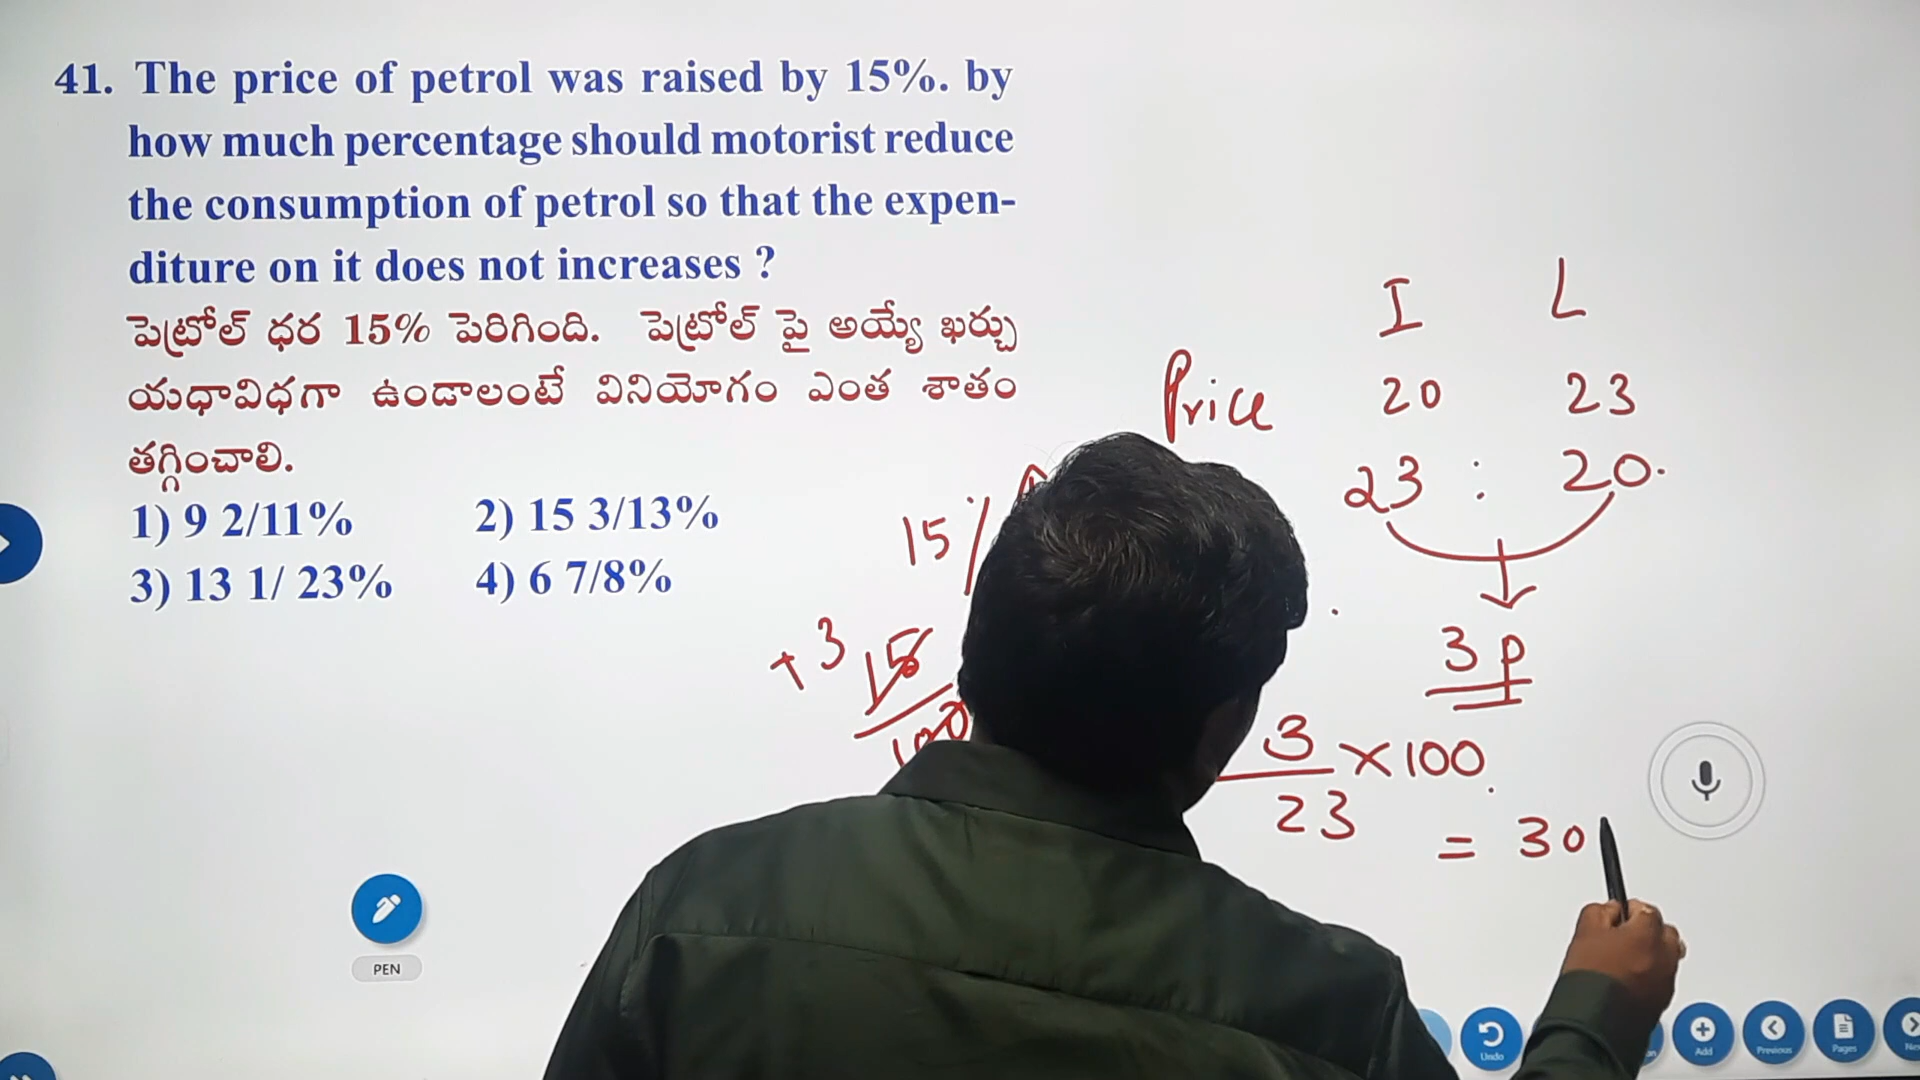 41. The price of petrol was raised by 15%. by
how much percentage should motorist reduce
the consumption of petrol so that the expen-
diture on it does not increases ?
పెట్రోల్ ధర 15% పెరిగింది. పెట్రోల్ పై అయ్యే ఖర్చు
యధావిధగా ఉండాలంటే వినియోగం ఎంత శాతం
తగ్గించాలి.
1) 9 2/11% 2) 15 3/13%
3) 13 1/ 23% 4) 6 7/8%
I L
Price 20 23
23 : 20.
15%
3 p
+3 15
100
3/23 × 100
= 30
PEN
Undo
Add
Previous
Pages